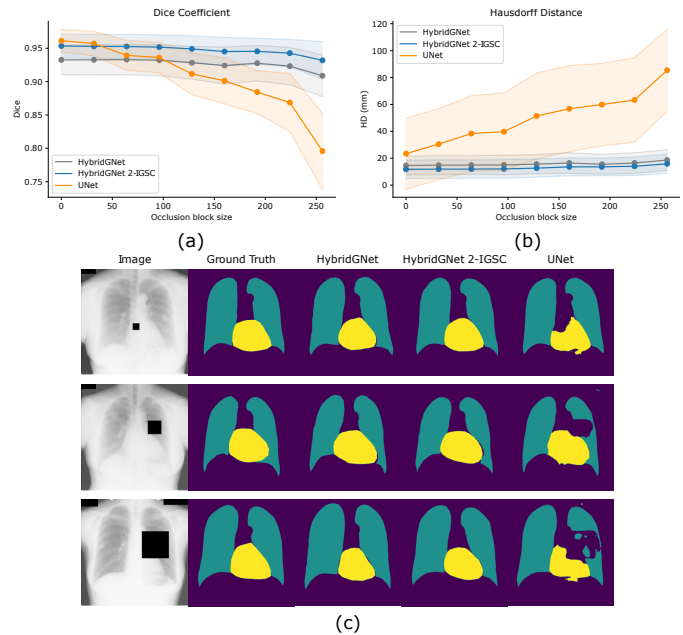 Dice Coefficient
0.95
0.90
0.85
0.80
0.75
Dice
HybridGNet
HybridGNet 2-IGSC
UNet
0 50 100 150 200 250
Occlusion block size
(a)
Hausdorff Distance
120
100
80
60
40
20
0
HD (mm)
HybridGNet
HybridGNet 2-IGSC
UNet
0 50 100 150 200 250
Occlusion block size
(b)
Image Ground Truth HybridGNet HybridGNet 2-IGSC UNet
(c)